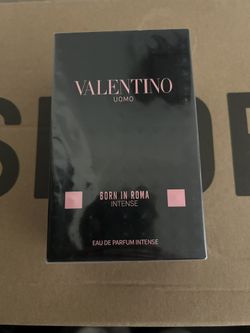 VALENTINO
UOMO
BORN IN ROMA
INTENSE
EAU DE PARFUM INTENSE